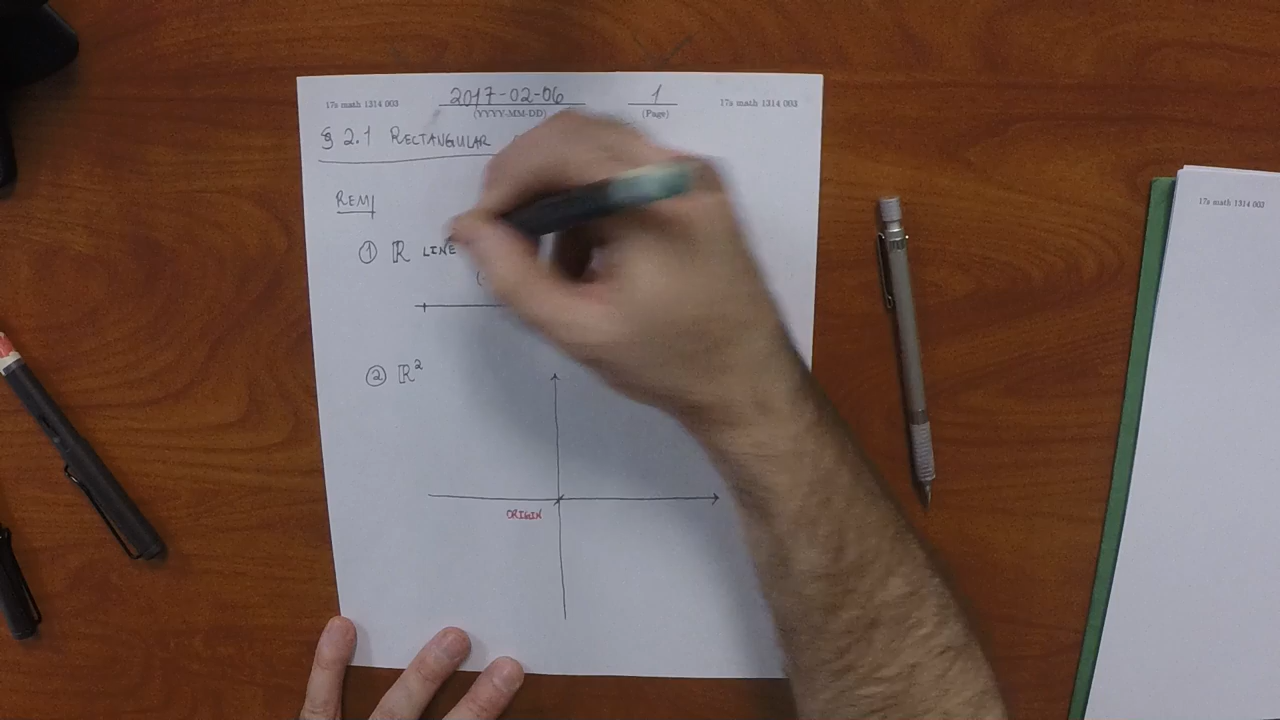 17s math 1314 003 2017-02-06 1 17s math 1314 003
(YYYY-MM-DD) (Page)
§ 2.1 RECTANGULAR
REM
① ℝ LINE
② ℝ²
ORIGIN
17s math 1314 003